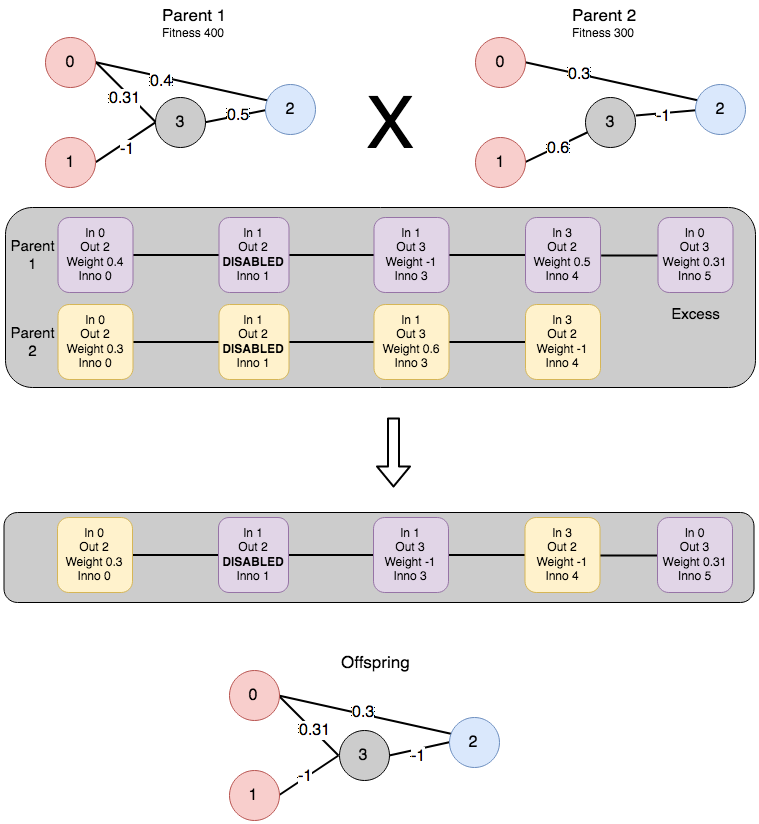 Parent 1
Fitness 400
Parent 2
Fitness 300
0
0.4
0.31
3
0.5
2
1
-1
X
0
0.3
3
-1
2
1
0.6
Parent
1
In 0
Out 2
Weight 0.4
Inno 0
In 1
Out 2
DISABLED
Inno 1
In 1
Out 3
Weight -1
Inno 3
In 3
Out 2
Weight 0.5
Inno 4
In 0
Out 3
Weight 0.31
Inno 5
Parent
2
In 0
Out 2
Weight 0.3
Inno 0
In 1
Out 2
DISABLED
Inno 1
In 1
Out 3
Weight 0.6
Inno 3
In 3
Out 2
Weight -1
Inno 4
Excess
In 0
Out 2
Weight 0.3
Inno 0
In 1
Out 2
DISABLED
Inno 1
In 1
Out 3
Weight -1
Inno 3
In 3
Out 2
Weight -1
Inno 4
In 0
Out 3
Weight 0.31
Inno 5
Offspring
0
0.3
0.31
3
-1
2
1
-1